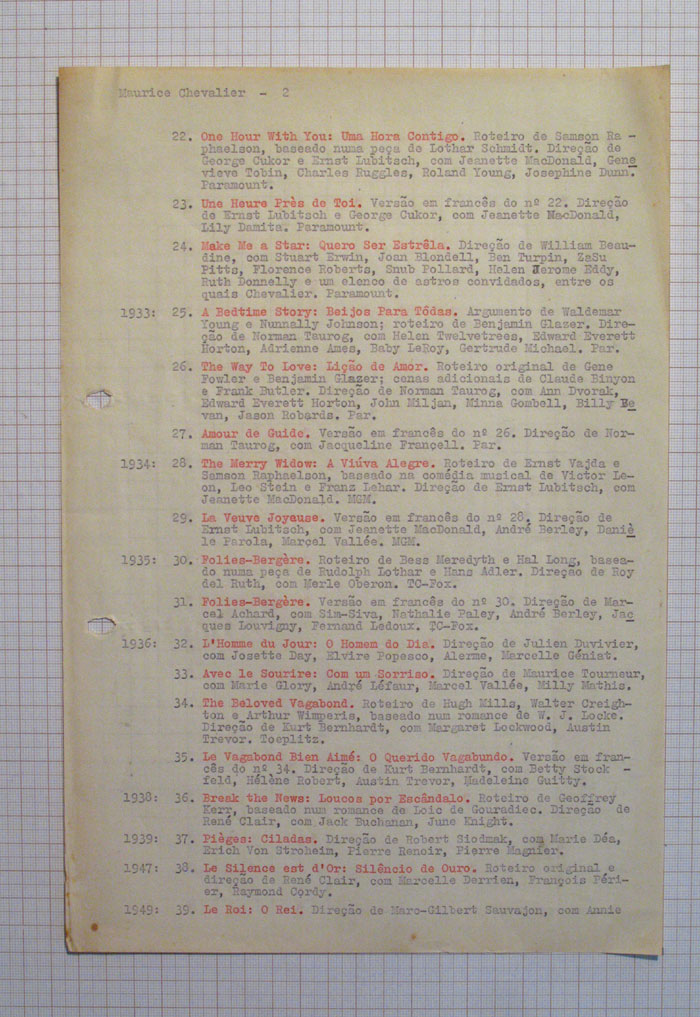 Maurice Chevalier - 2
22. One Hour With You: Uma Hora Contigo. Roteiro de Samson Ra -
phaelson, baseado numa peça de Lothar Schmidt. Direção de
George Cukor e Ernst Lubitsch, com Jeanette MacDonald, Gene
vieve Tobin, Charles Ruggles, Roland Young, Josephine Dunn.
Paramount.
23. Une Heure Près de Toi. Versão em francês do nº 22. Direção
de Ernst Lubitsch e George Cukor, com Jeanette MacDonald,
Lily Damita. Paramount.
24. Make Me a Star: Quero Ser Estrêla. Direção de William Beau-
dine, com Stuart Erwin, Joan Blondell, Ben Turpin, ZaSu
Pitts, Florence Roberts, Snub Pollard, Helen Jerome Eddy,
Ruth Donnelly e um elenco de astros convidados, entre os
quais Chevalier. Paramount.
1933: 25. A Bedtime Story: Beijos Para Tôdas. Argumento de Waldemar
Young e Nunnally Johnson; roteiro de Benjamin Glazer. Dire-
ção de Norman Taurog, com Helen Twelvetrees, Edward Everett
Horton, Adrienne Ames, Baby LeRoy, Gertrude Michael. Par.
26. The Way To Love: Lição de Amor. Roteiro original de Gene
Fowler e Benjamin Glazer; cenas adicionais de Claude Binyon
e Frank Butler. Direção de Norman Taurog, com Ann Dvorak,
Edward Everett Horton, John Miljan, Minna Gombell, Billy Be
van, Jason Robards. Par.
27. Amour de Guide. Versão em francês do nº 26. Direção de Nor-
man Taurog, com Jacqueline Françell. Par.
1934: 28. The Merry Widow: A Viúva Alegre. Roteiro de Ernst Vajda e
Samson Raphaelson, baseado na comédia musical de Victor Le-
on, Leo Stein e Franz Lehar. Direção de Ernst Lubitsch, com
Jeanette MacDonald. MGM.
29. La Veuve Joyause. Versão em francês do nº 28. Direção de
Ernst Lubitsch, com Jeanette MacDonald, André Berley, Daniè
le Parola, Marcel Vallée. MGM.
1935: 30. Folies-Bergère. Roteiro de Bess Meredyth e Hal Long, basea-
do numa peça de Rudolph Lothar e Hans Adler. Direção de Roy
del Ruth, com Merle Oberon. TC-Fox.
31. Folies-Bergère. Versão em francês do nº 30. Direção de Mar-
cel Achard, com Sim-Siva, Nathalie Paley, André Berley, Jac
ques Louvigny, Fernand Ledoux. TC-Fox.
1936: 32. L'Homme du Jour: O Homem do Dia. Direção de Julien Duvivier,
com Josette Day, Elvire Popesco, Alerme, Marcelle Géniat.
33. Avec le Sourire: Com um Sorriso. Direção de Maurice Tourneur,
com Marie Glory, André Léfaur, Marcel Vallée, Milly Mathis.
34. The Beloved Vagabond. Roteiro de Hugh Mills, Walter Creigh-
ton e Arthur Wimperis, baseado num romance de W. J. Locke.
Direção de Kurt Bernhardt, com Margaret Lockwood, Austin
Trevor. Toeplitz.
35. Le Vagabond Bien Aimé: O Querido Vagabundo. Versão em fran-
cês do nº 34. Direção de Kurt Bernhardt, com Betty Stock -
feld, Hélène Robert, Austin Trevor, Madeleine Guitty.
1938: 36. Break the News: Loucos por Escândalo. Roteiro de Geoffrey
Kerr, baseado num romance de Loic de Gouradiec. Direção de
René Clair, com Jack Buchanan, June Knight.
1939: 37. Pièges: Ciladas. Direção de Robert Siodmak, com Marie Déa,
Erich Von Stroheim, Pierre Renoir, Pierre Magnier.
1947: 38. Le Silence est d'Or: Silêncio de Ouro. Roteiro original e
direção de René Clair, com Marcelle Derrien, François Péri-
er, Raymond Cordy.
1949: 39. Le Roi: O Rei. Direção de Marc-Gilbert Sauvajon, com Annie